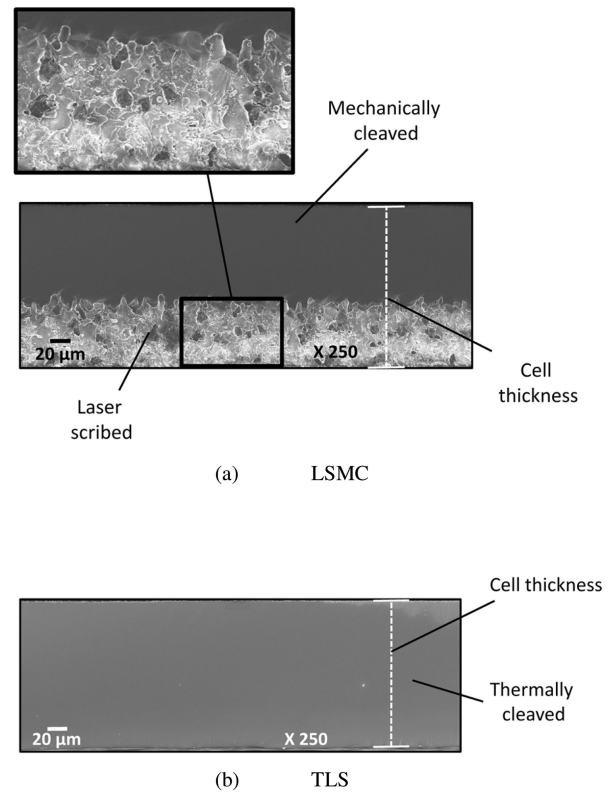 Mechanically
cleaved
20 µm
X 250
Laser
scribed
Cell
thickness
(a) LSMC
Cell thickness
Thermally
cleaved
20 µm
X 250
(b) TLS